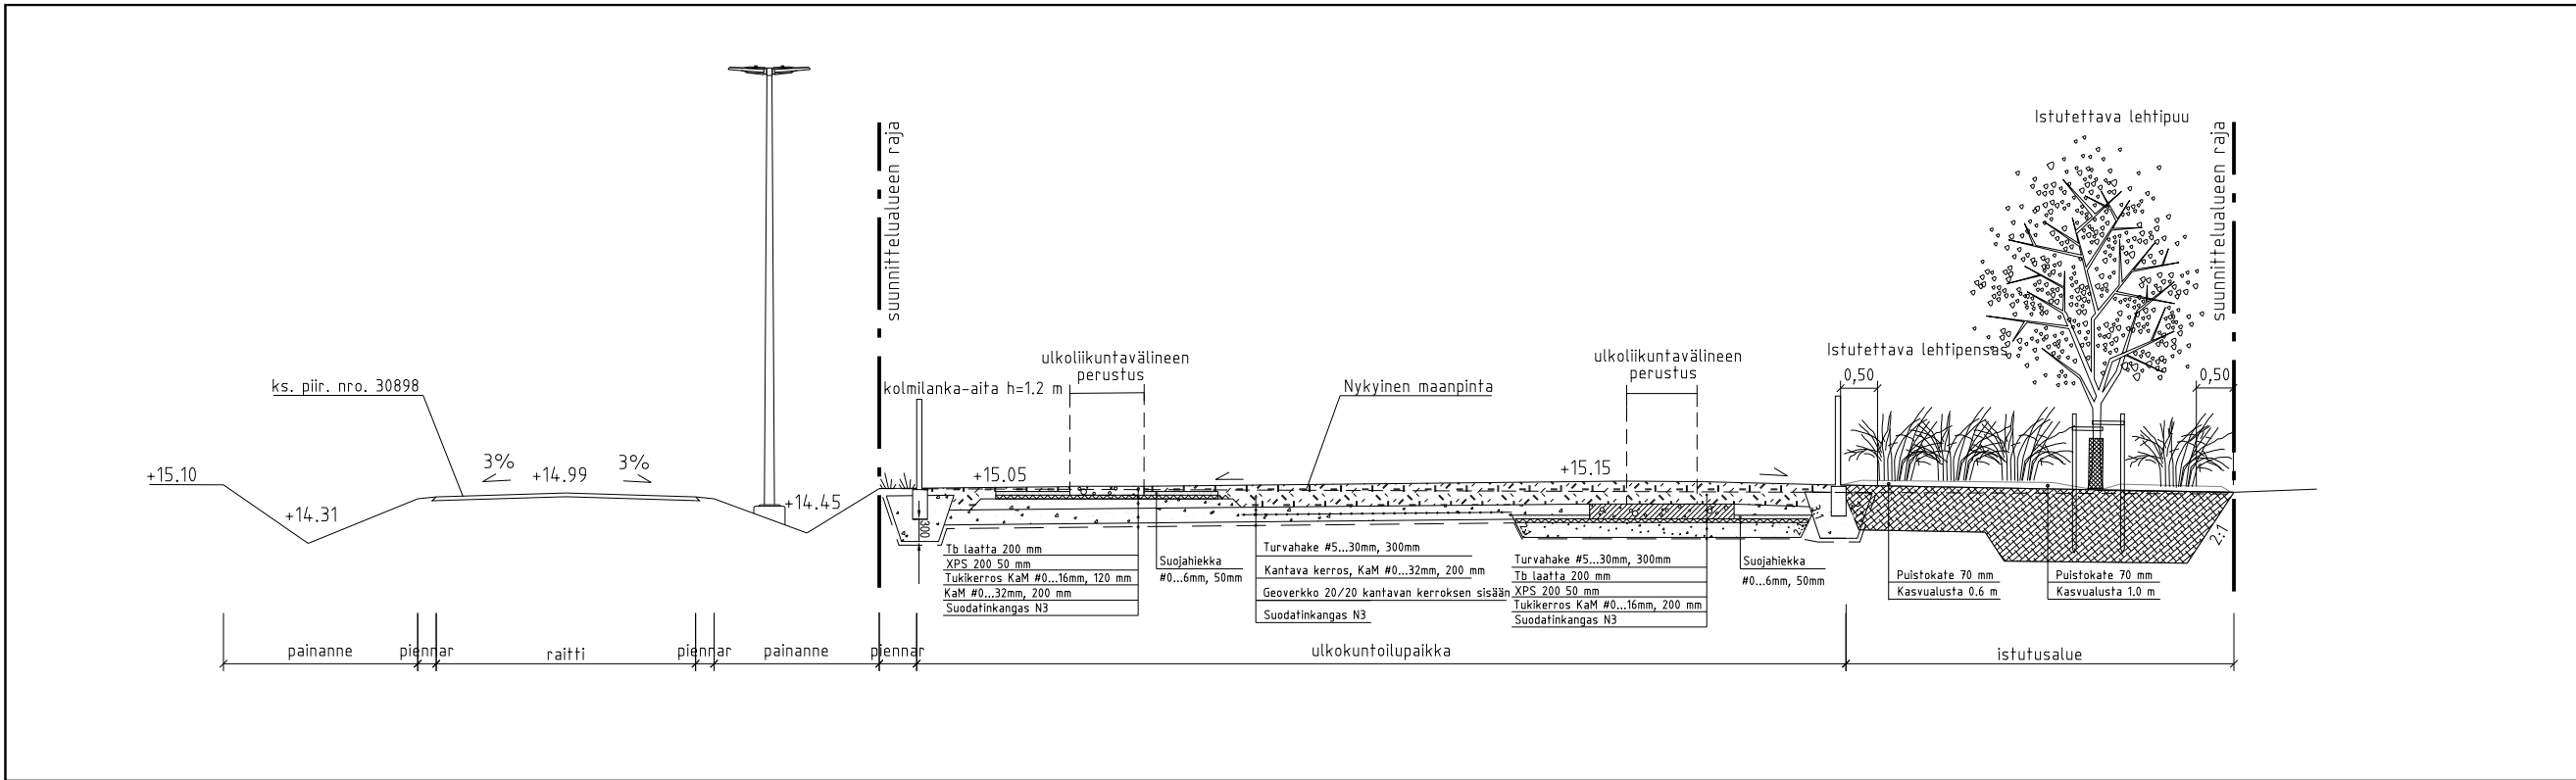 Istutettava lehtipuu
suunnittelualueen raja
suunnittelualueen raja
ulkoliikuntavälineen
perustus
ulkoliikuntavälineen
perustus
Istutettava lehtipensas
ks. piir. nro. 30898
kolmilanka-aita h=1.2 m
Nykyinen maanpinta
0,50
0,50
+15.10
3%
+14.99
3%
+14.31
+14.45
+15.05
+15.15
300
2:1
2:1
Tb laatta 200 mm
XPS 200 50 mm
Tukikerros KaM #0...16mm, 120 mm
KaM #0...32mm, 200 mm
Suodatinkangas N3
Suojahiekka
#0...6mm, 50mm
Turvahake #5...30mm, 300mm
Kantava kerros, KaM #0...32mm, 200 mm
Geoverkko 20/20 kantavan kerroksen sisään
Suodatinkangas N3
Turvahake #5...30mm, 300mm
Tb laatta 200 mm
XPS 200 50 mm
Tukikerros KaM #0...16mm, 200 mm
Suodatinkangas N3
Suojahiekka
#0...6mm, 50mm
Puistokate 70 mm
Kasvualusta 0.6 m
Puistokate 70 mm
Kasvualusta 1.0 m
painanne
piennar
raitti
piennar
painanne
piennar
ulkokuntoilupaikka
istutusalue